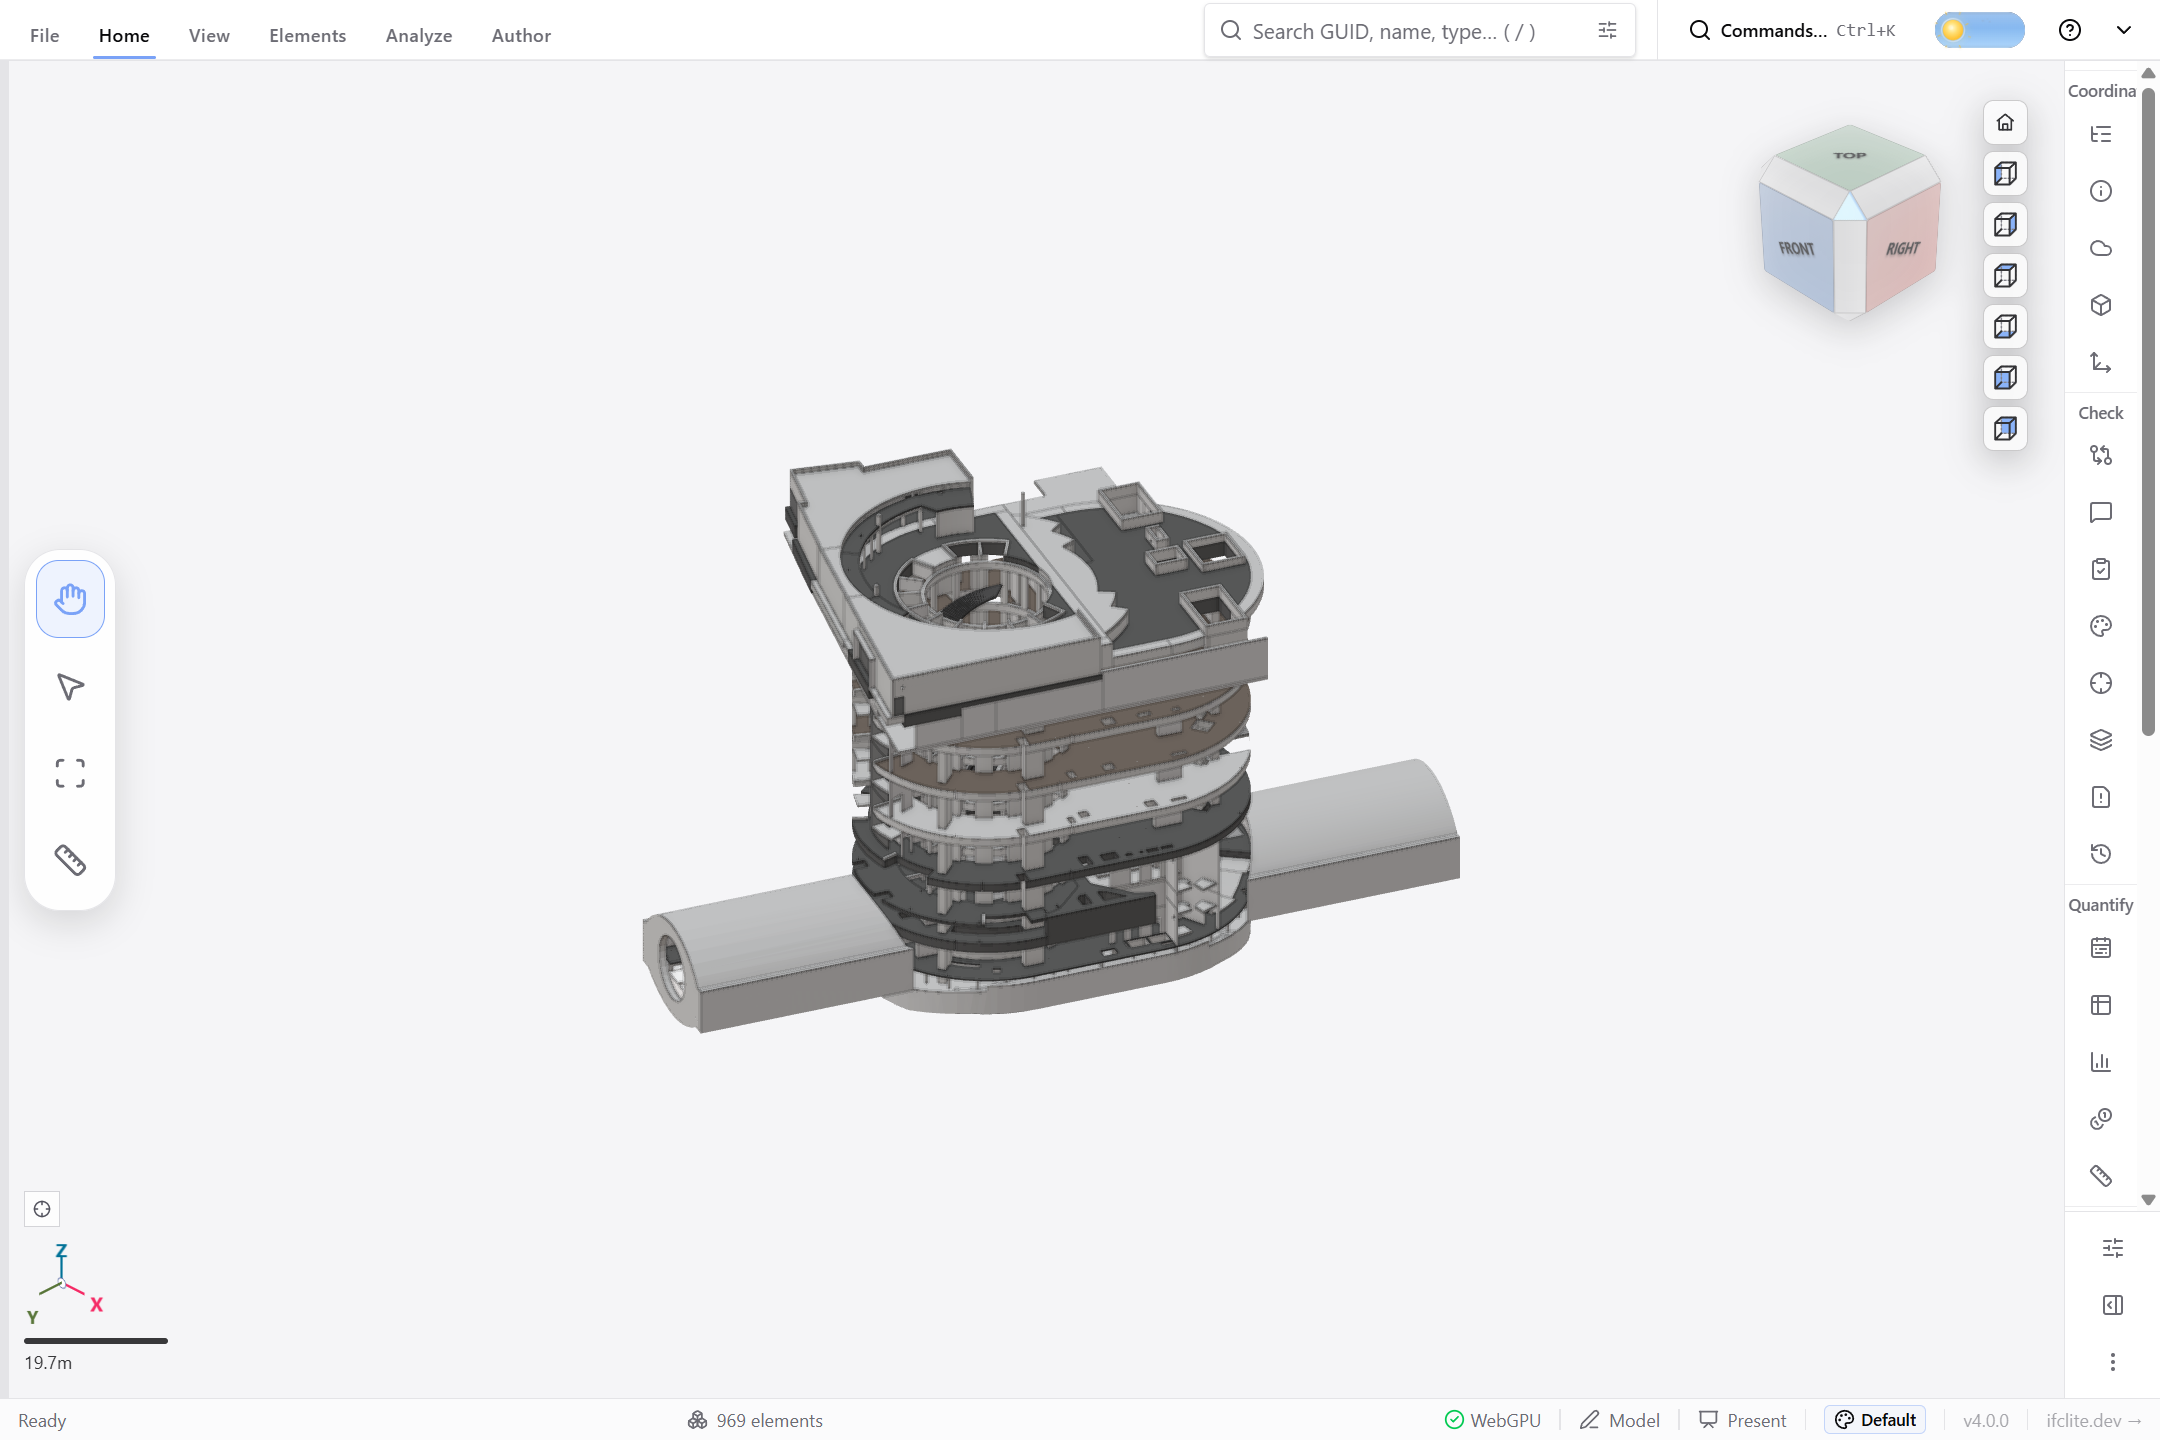 File Home View Elements Analyze Author Search GUID, name, type... ( / ) Commands... Ctrl+K
Coordina
TOP
FRONT RIGHT
Check
Quantify
Z
X
Y
19.7m
Ready 969 elements WebGPU Model Present Default v4.0.0 ifclite.dev →